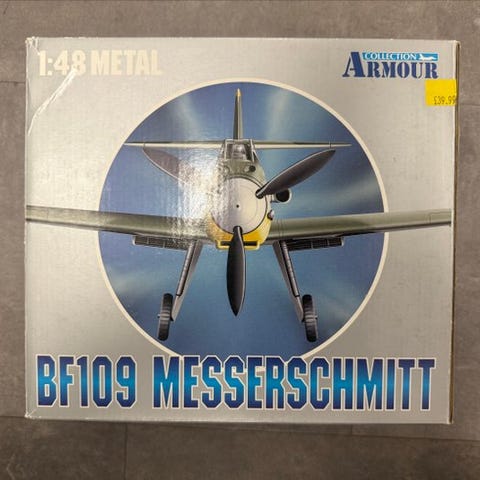 1:48 METAL
COLLECTION
ARMOUR
£39.99
BF109 MESSERSCHMITT